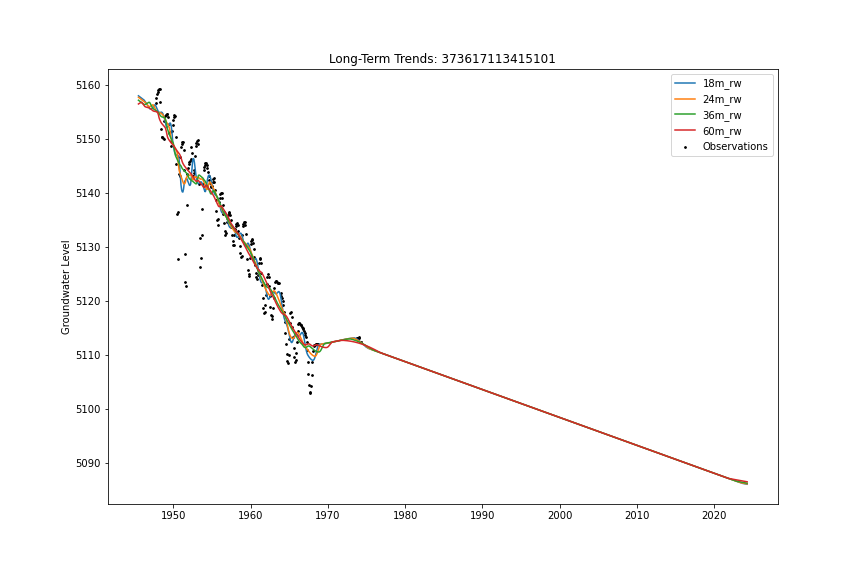 Long-Term Trends: 373617113415101
18m_rw
24m_rw
36m_rw
60m_rw
Observations
Groundwater Level
5160
5150
5140
5130
5120
5110
5100
5090
1950 1960 1970 1980 1990 2000 2010 2020